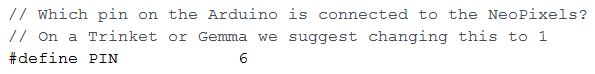 // Which pin on the Arduino is connected to the NeoPixels?
// On a Trinket or Gemma we suggest changing this to 1
#define PIN            6